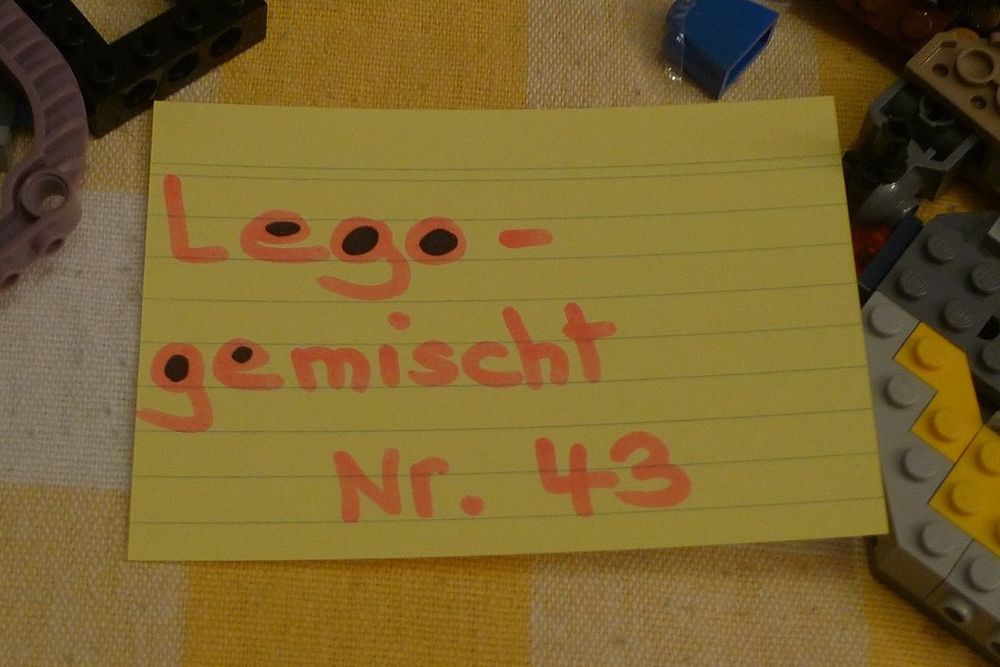 Lego-
gemischt
Nr. 43